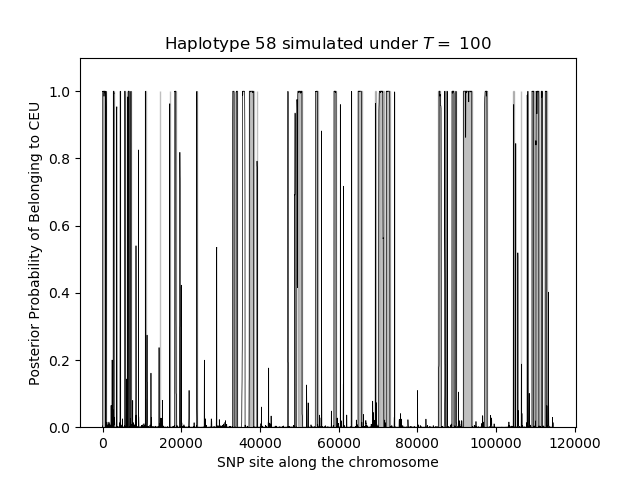 Haplotype 58 simulated under T = 100
Posterior Probability of Belonging to CEU
1.0
0.8
0.6
0.4
0.2
0.0
0 20000 40000 60000 80000 100000 120000
SNP site along the chromosome